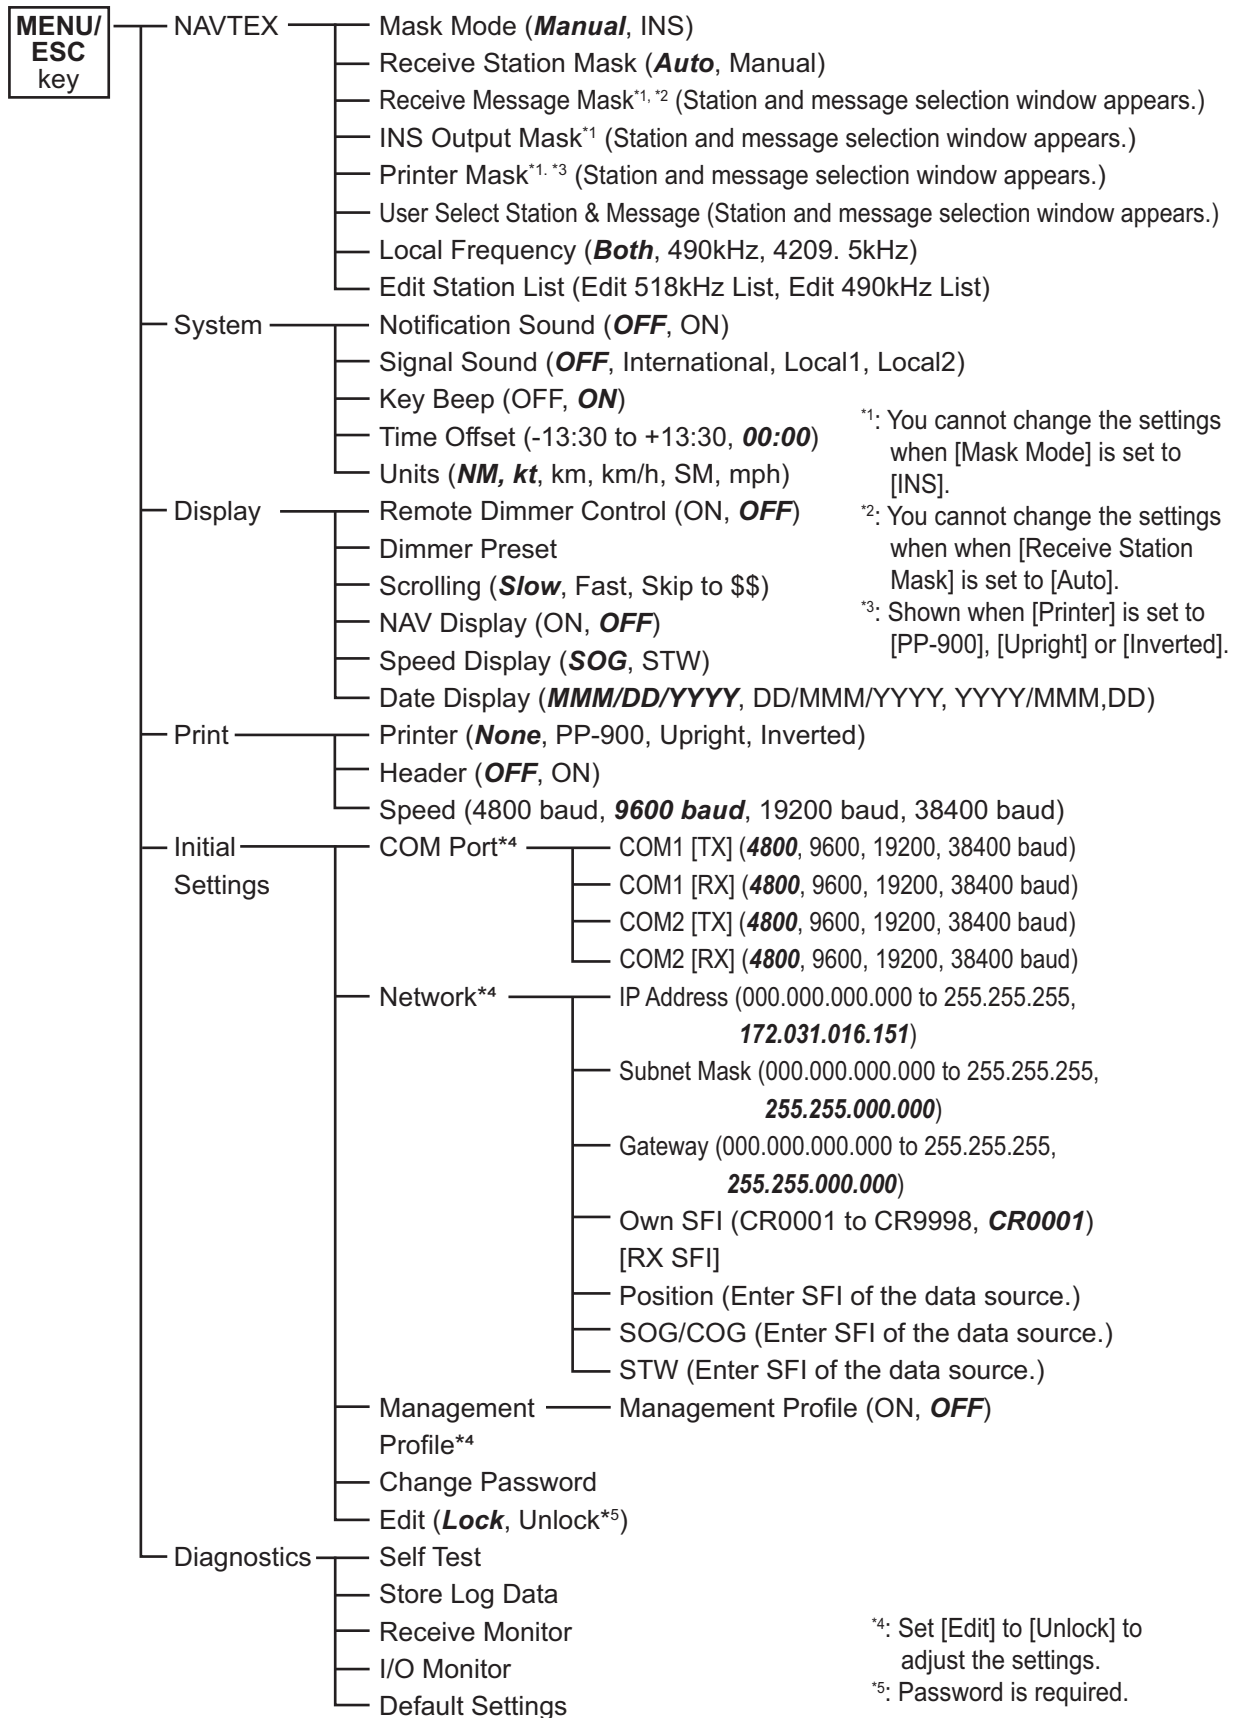 MENU/
ESC
key
NAVTEX
Mask Mode (Manual, INS)
Receive Station Mask (Auto, Manual)
Receive Message Mask*1, *2 (Station and message selection window appears.)
INS Output Mask*1 (Station and message selection window appears.)
Printer Mask*1. *3 (Station and message selection window appears.)
User Select Station & Message (Station and message selection window appears.)
Local Frequency (Both, 490kHz, 4209. 5kHz)
Edit Station List (Edit 518kHz List, Edit 490kHz List)
System
Notification Sound (OFF, ON)
Signal Sound (OFF, International, Local1, Local2)
Key Beep (OFF, ON)
Time Offset (-13:30 to +13:30, 00:00)
Units (NM, kt, km, km/h, SM, mph)
*1: You cannot change the settings
when [Mask Mode] is set to
[INS].
*2: You cannot change the settings
when when [Receive Station
Mask] is set to [Auto].
*3: Shown when [Printer] is set to
[PP-900], [Upright] or [Inverted].
Display
Remote Dimmer Control (ON, OFF)
Dimmer Preset
Scrolling (Slow, Fast, Skip to $$)
NAV Display (ON, OFF)
Speed Display (SOG, STW)
Date Display (MMM/DD/YYYY, DD/MMM/YYYY, YYYY/MMM,DD)
Print
Printer (None, PP-900, Upright, Inverted)
Header (OFF, ON)
Speed (4800 baud, 9600 baud, 19200 baud, 38400 baud)
Initial
Settings
COM Port*4
COM1 [TX] (4800, 9600, 19200, 38400 baud)
COM1 [RX] (4800, 9600, 19200, 38400 baud)
COM2 [TX] (4800, 9600, 19200, 38400 baud)
COM2 [RX] (4800, 9600, 19200, 38400 baud)
Network*4
IP Address (000.000.000.000 to 255.255.255,
172.031.016.151)
Subnet Mask (000.000.000.000 to 255.255.255,
255.255.000.000)
Gateway (000.000.000.000 to 255.255.255,
255.255.000.000)
Own SFI (CR0001 to CR9998, CR0001)
[RX SFI]
Position (Enter SFI of the data source.)
SOG/COG (Enter SFI of the data source.)
STW (Enter SFI of the data source.)
Management
Profile*4
Management Profile (ON, OFF)
Change Password
Edit (Lock, Unlock*5)
Diagnostics
Self Test
Store Log Data
Receive Monitor
I/O Monitor
Default Settings
*4: Set [Edit] to [Unlock] to
adjust the settings.
*5: Password is required.